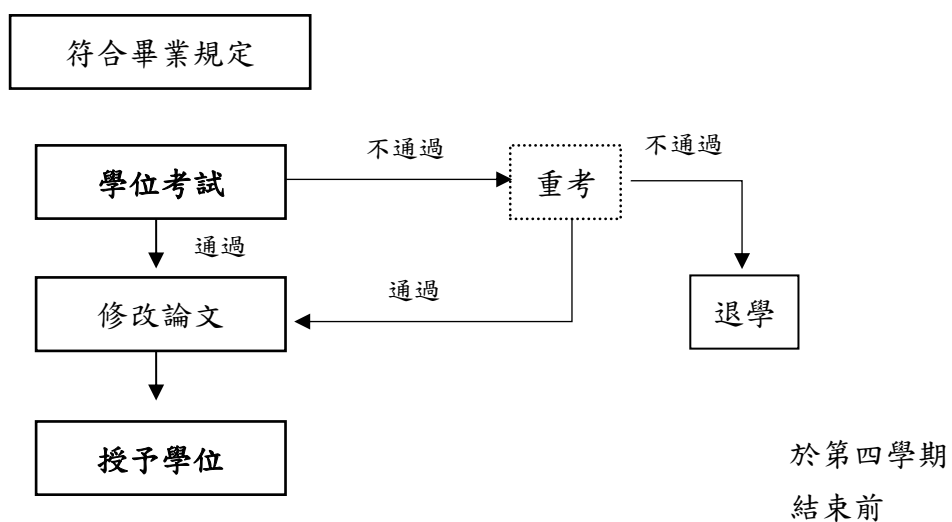 符合畢業規定
不通過
不通過
學位考試
重考
通過
修改論文
通過
退學
授予學位
於第四學期
結束前